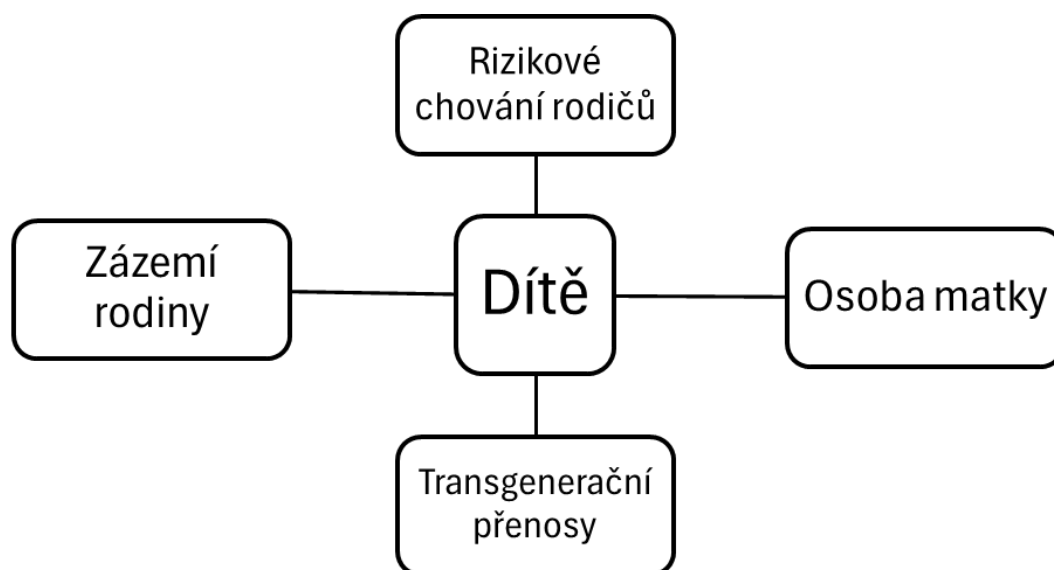 Rizikové
chování rodičů
Zázemí
rodiny
Dítě
Osoba matky
Transgenerační
přenosy